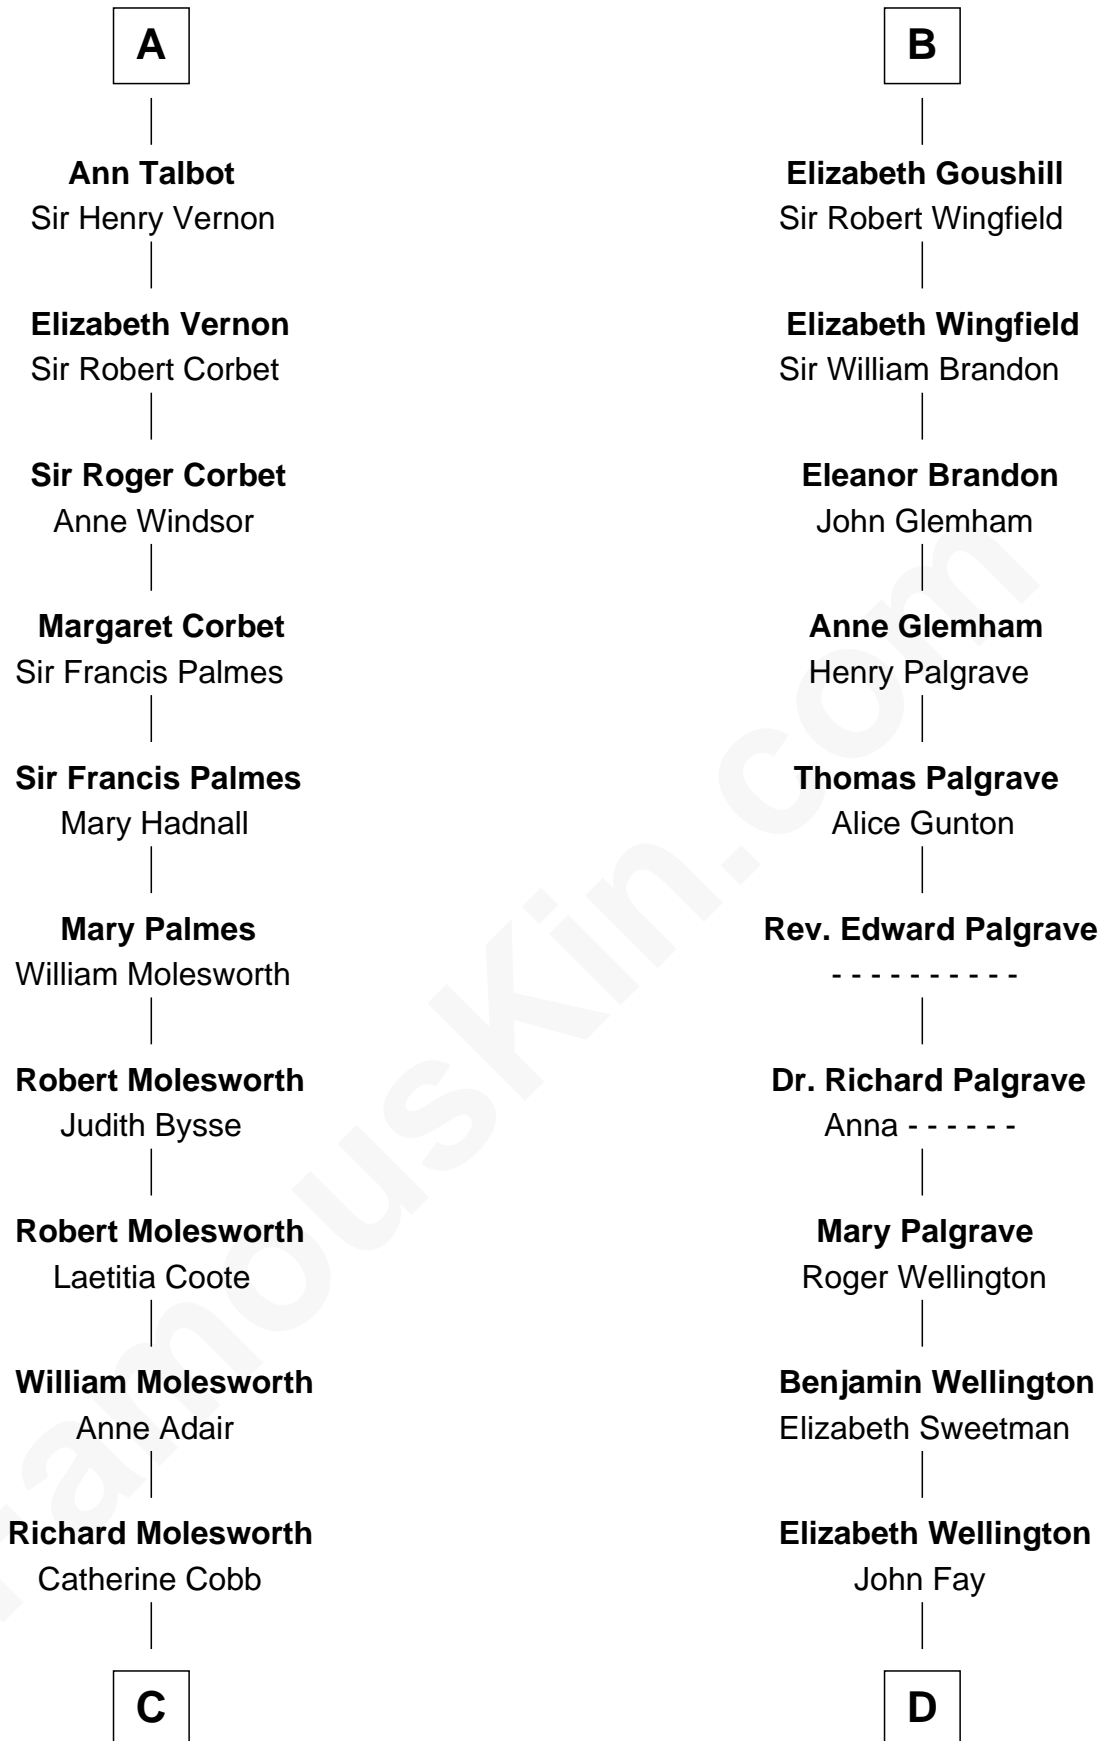 A
Ann Talbot
Sir Henry Vernon
Elizabeth Vernon
Sir Robert Corbet
Sir Roger Corbet
Anne Windsor
Margaret Corbet
Sir Francis Palmes
Sir Francis Palmes
Mary Hadnall
Mary Palmes
William Molesworth
Robert Molesworth
Judith Bysse
Robert Molesworth
Laetitia Coote
William Molesworth
Anne Adair
Richard Molesworth
Catherine Cobb
C
B
Elizabeth Goushill
Sir Robert Wingfield
Elizabeth Wingfield
Sir William Brandon
Eleanor Brandon
John Glemham
Anne Glemham
Henry Palgrave
Thomas Palgrave
Alice Gunton
Rev. Edward Palgrave
- - - - - - - - - -
Dr. Richard Palgrave
Anna - - - - - -
Mary Palgrave
Roger Wellington
Benjamin Wellington
Elizabeth Sweetman
Elizabeth Wellington
John Fay
D
FamousKin.com